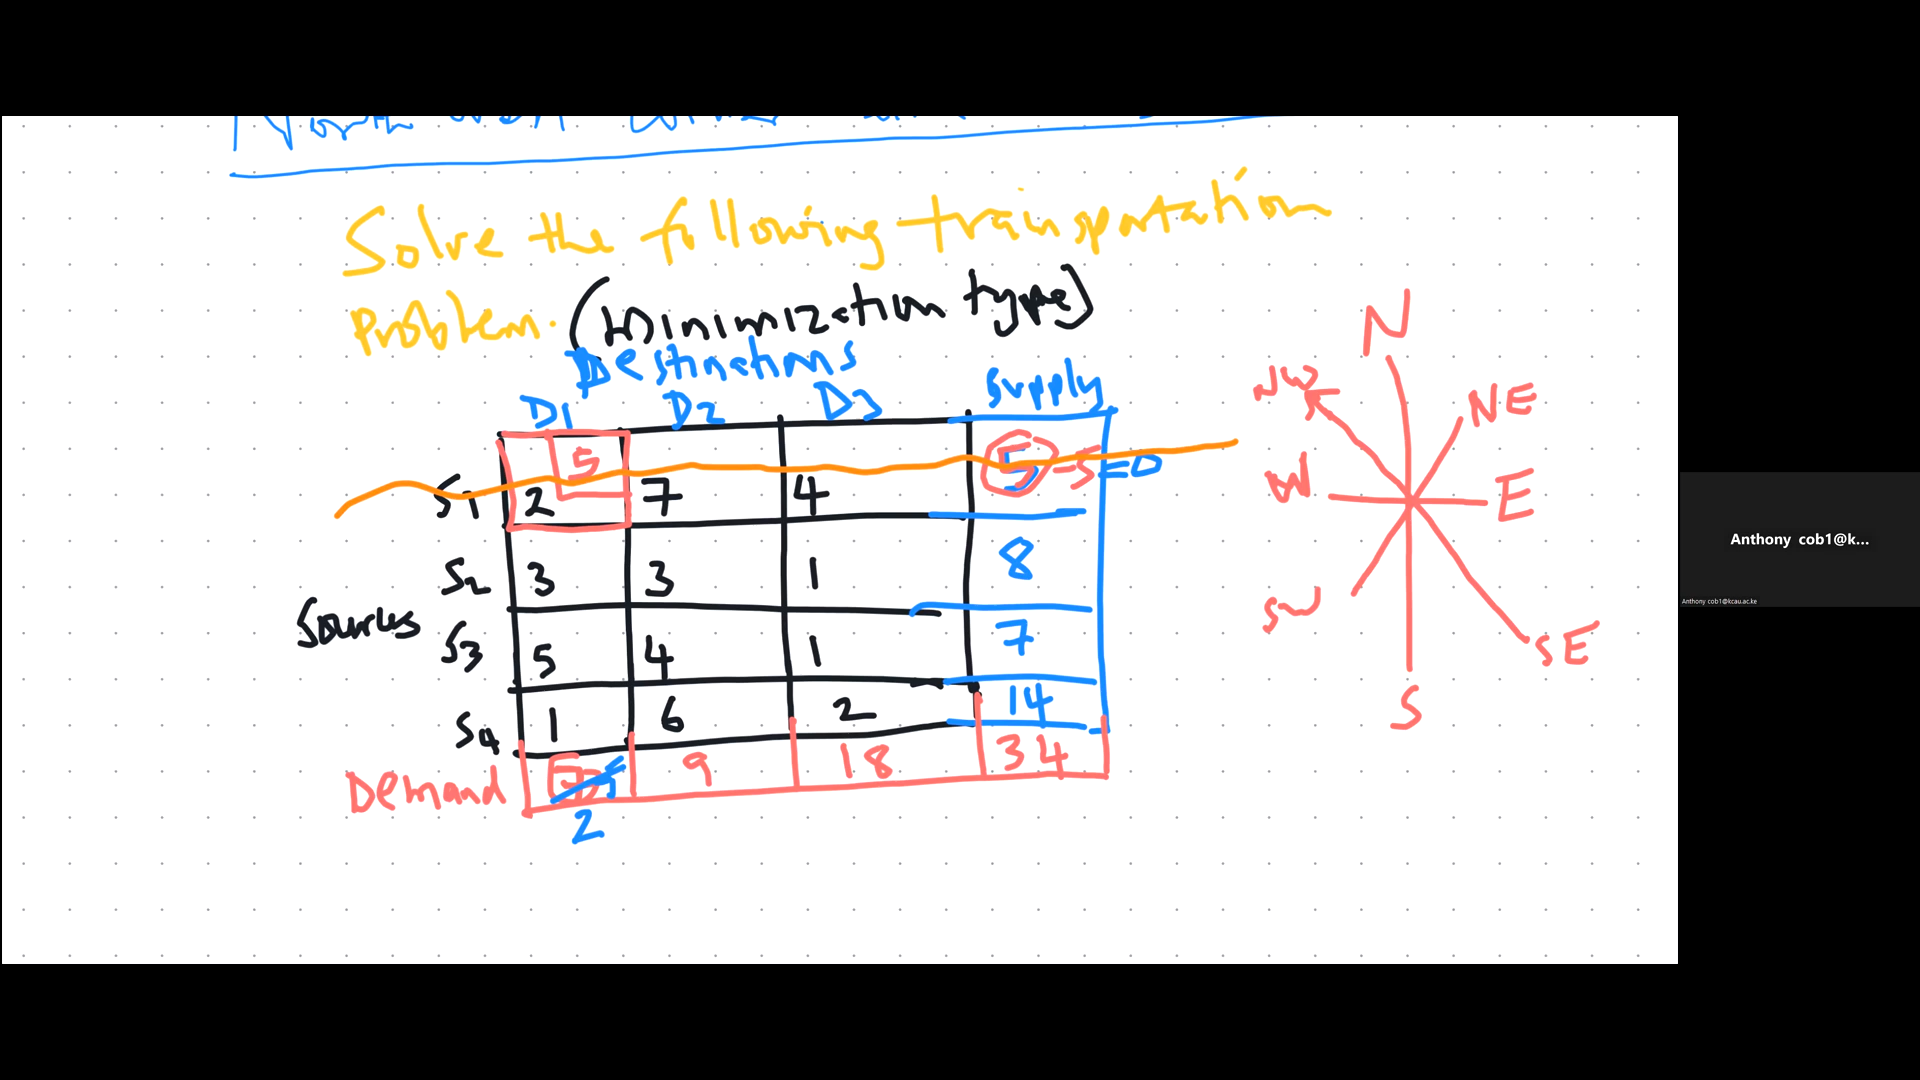 Solve the following transportation
Problem. (Minimization type)
Destinations
D1 D2 D3 Supply
S1 2 5 7 4 5 -5 =0
S2 3 3 1 8
Sources
S3 5 4 1 7
S4 1 6 2 14
Demand 9 18 34
2
N
NW NE
W E
SW SE
S
Anthony cob1@k...
Anthony cob1@kcau.ac.ke